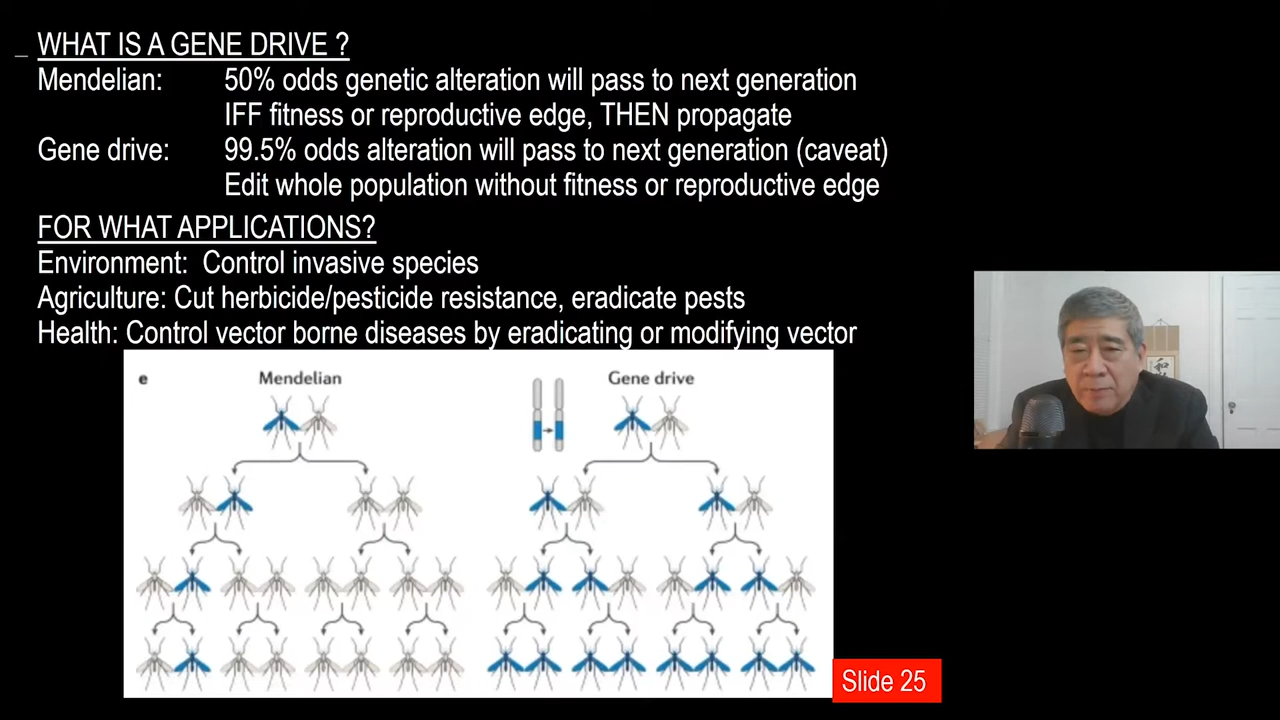 _ WHAT IS A GENE DRIVE ?
Mendelian: 50% odds genetic alteration will pass to next generation
IFF fitness or reproductive edge, THEN propagate
Gene drive: 99.5% odds alteration will pass to next generation (caveat)
Edit whole population without fitness or reproductive edge
FOR WHAT APPLICATIONS?
Environment: Control invasive species
Agriculture: Cut herbicide/pesticide resistance, eradicate pests
Health: Control vector borne diseases by eradicating or modifying vector
e Mendelian Gene drive
和
Slide 25